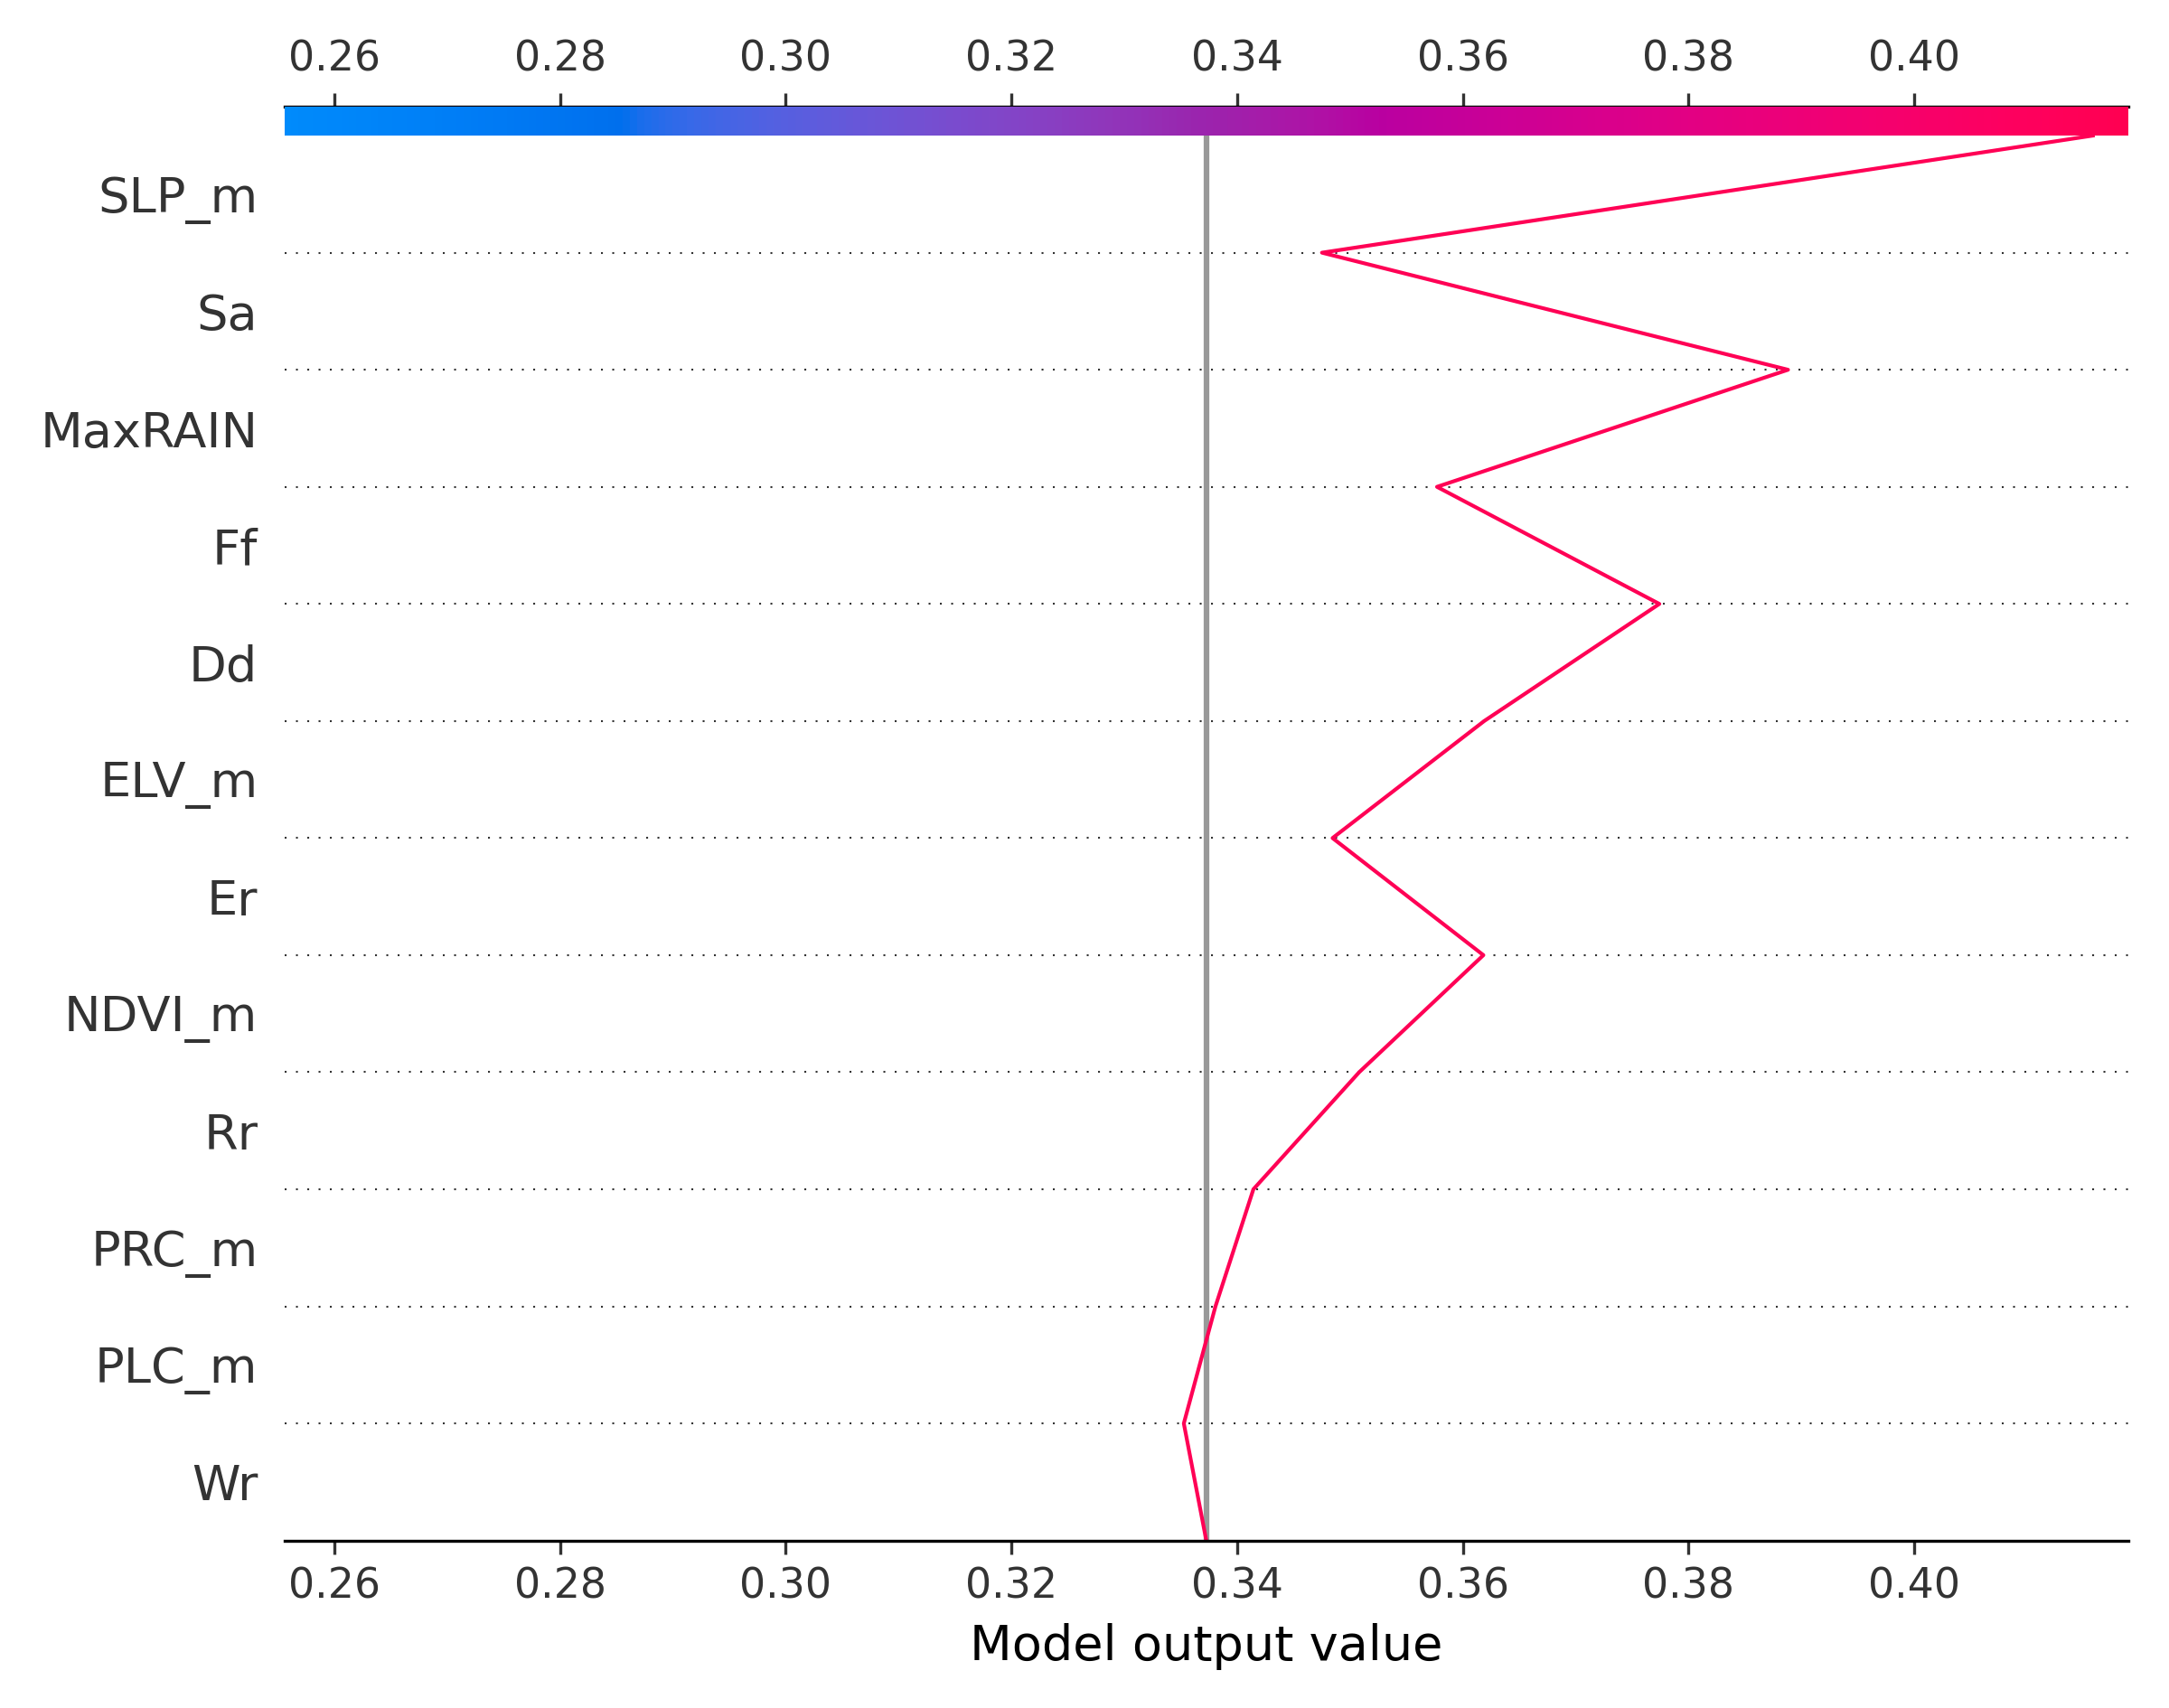 0.26 0.28 0.30 0.32 0.34 0.36 0.38 0.40
SLP_m
Sa
MaxRAIN
Ff
Dd
ELV_m
Er
NDVI_m
Rr
PRC_m
PLC_m
Wr
0.26 0.28 0.30 0.32 0.34 0.36 0.38 0.40
Model output value